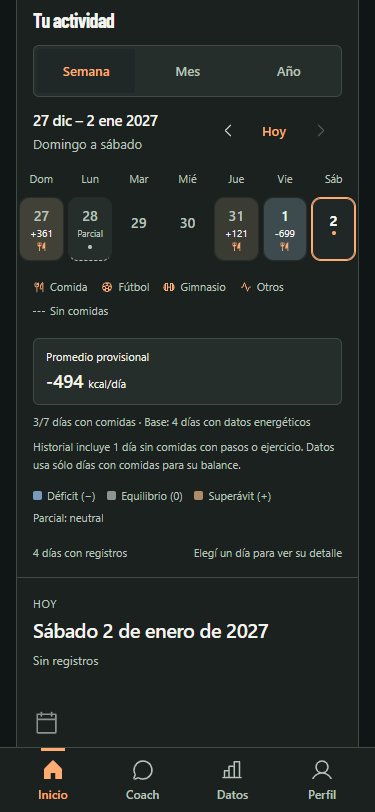 Tu actividad
Semana Mes Año
27 dic – 2 ene 2027
Domingo a sábado
Hoy
Dom Lun Mar Mié Jue Vie Sáb
27 28 29 30 31 1 2
+361 Parcial +121 -699
Comida Fútbol Gimnasio Otros
--- Sin comidas
Promedio provisional
-494 kcal/día
3/7 días con comidas · Base: 4 días con datos energéticos
Historial incluye 1 día sin comidas con pasos o ejercicio. Datos
usa sólo días con comidas para su balance.
Déficit (−) Equilibrio (0) Superávit (+)
Parcial: neutral
4 días con registros Elegí un día para ver su detalle
HOY
Sábado 2 de enero de 2027
Sin registros
Inicio Coach Datos Perfil